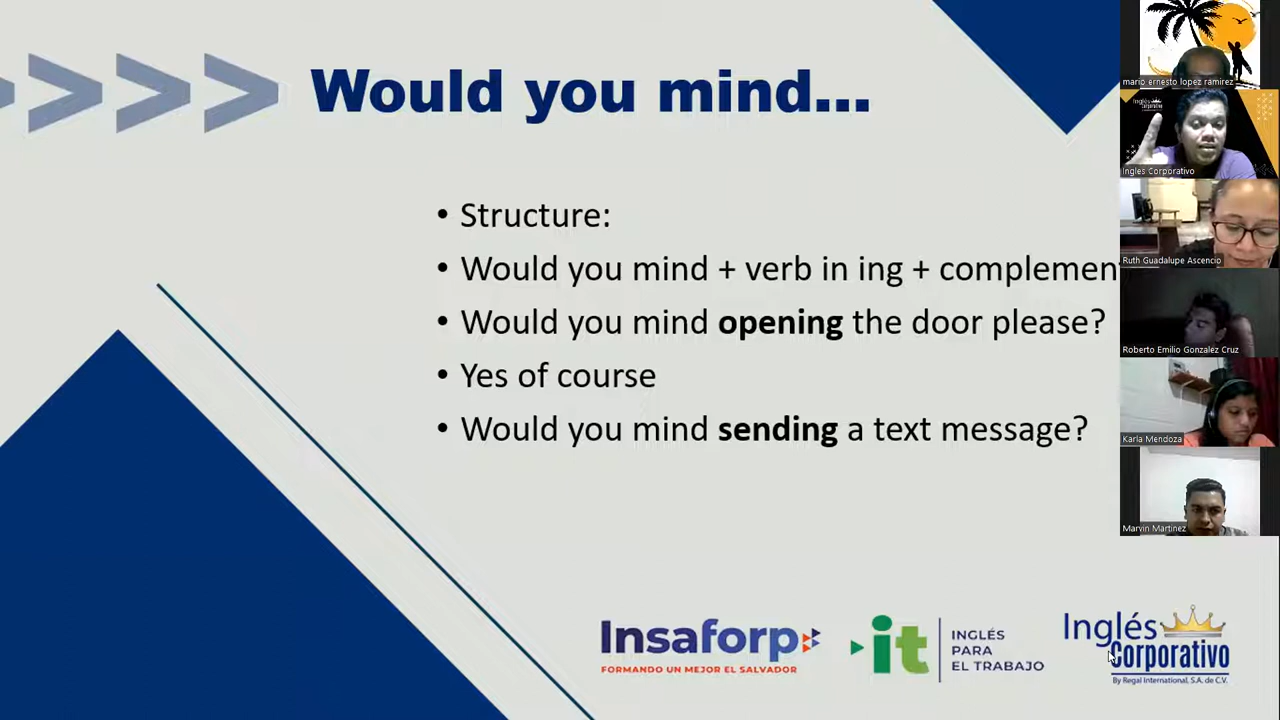 Would you mind...
• Structure:
• Would you mind + verb in ing + complement
• Would you mind opening the door please?
• Yes of course
• Would you mind sending a text message?
mario ernesto lopez ramirez
Inglés Corporativo
Ingles Corporativo
Ruth Guadalupe Ascencio
Roberto Emilio Gonzalez Cruz
Karla Mendoza
Marvin Martinez
Insaforp
FORMANDO UN MEJOR EL SALVADOR
it
INGLÉS
PARA
EL TRABAJO
Inglés
Corporativo
By Regal International, S.A. de C.V.